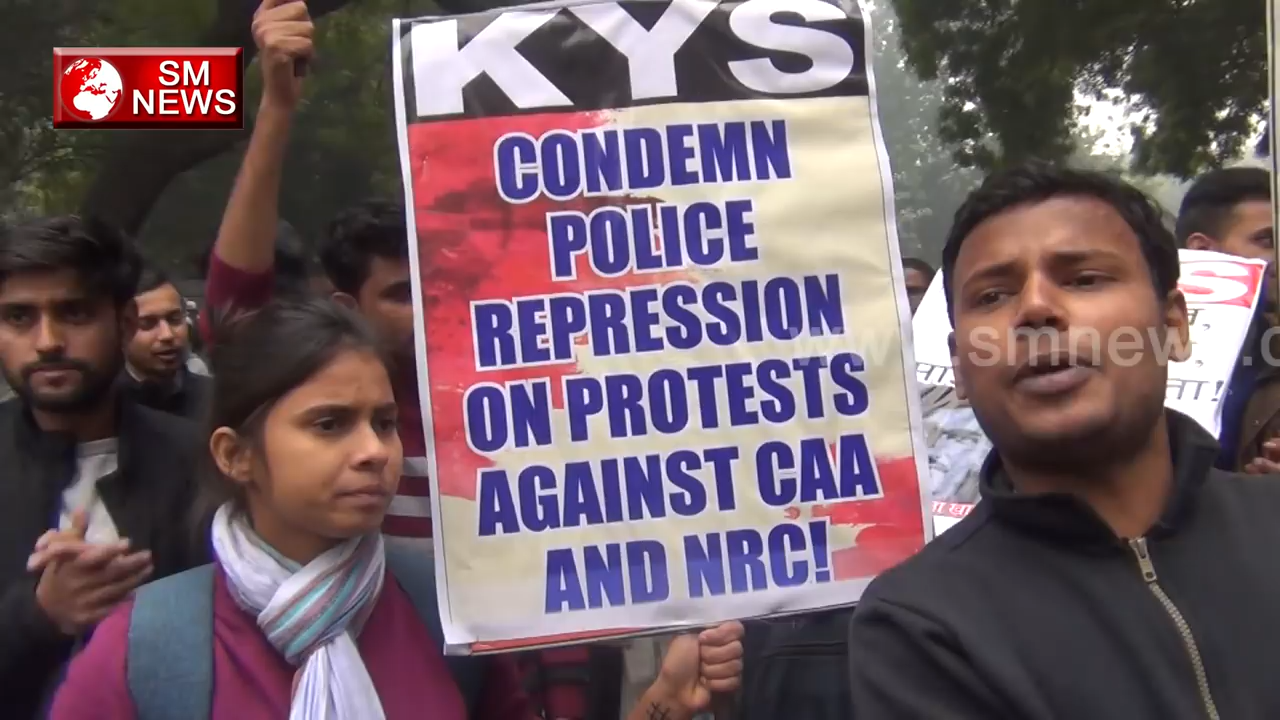 SM
NEWS
KYS
CONDEMN
POLICE
REPRESSION
ON PROTESTS
AGAINST CAA
AND NRC!
www.smnews.c